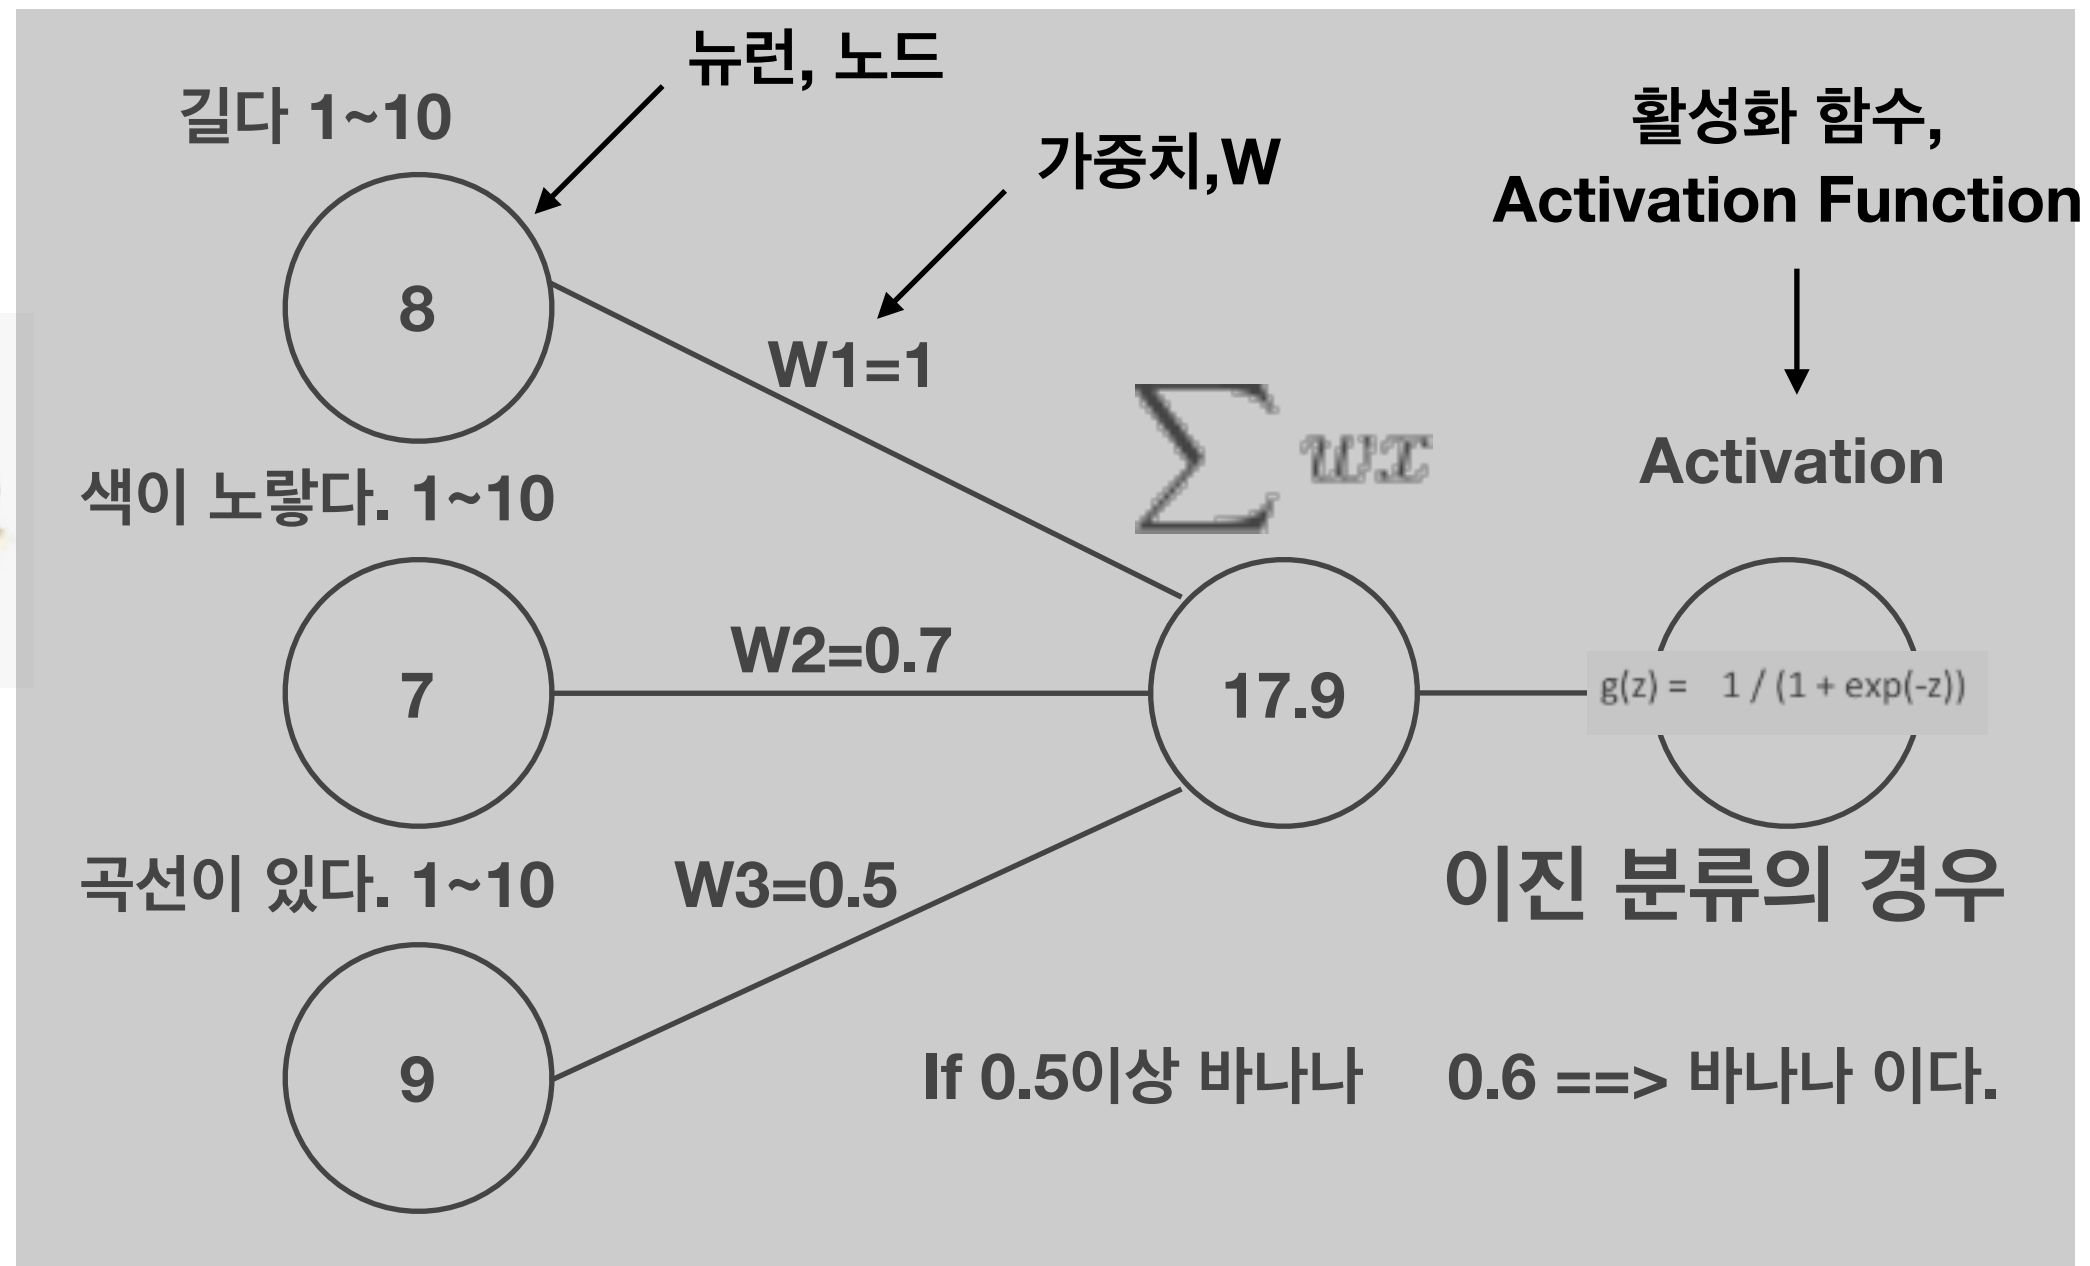 뉴런, 노드
길다 1~10
가중치,W
활성화 함수,
Activation Function
8
W1=1
∑ wx
Activation
색이 노랗다. 1~10
7
W2=0.7
17.9
g(z) = 1 / (1 + exp(-z))
곡선이 있다. 1~10
W3=0.5
이진 분류의 경우
9
If 0.5이상 바나나
0.6 ==> 바나나 이다.